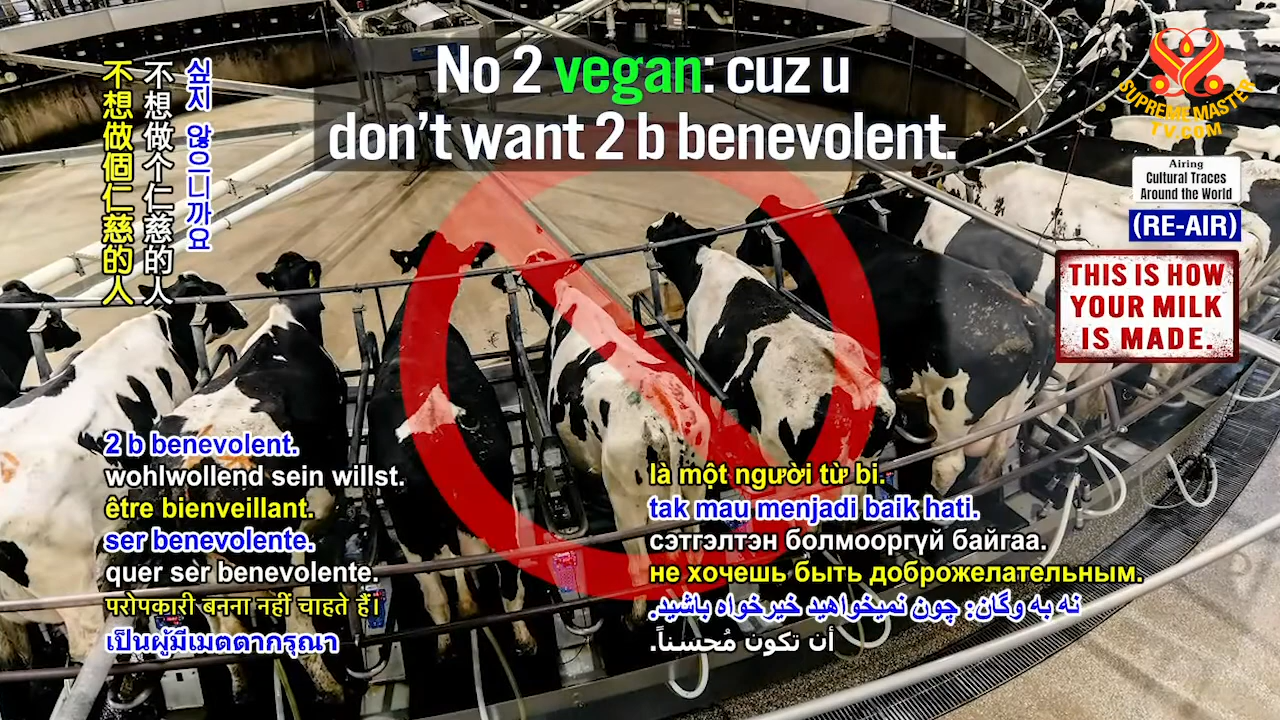 No 2 vegan: cuz u
don't want 2 b benevolent.
SUPREME MASTER
TV.COM
Airing
Cultural Traces
Around the World
(RE-AIR)
THIS IS HOW
YOUR MILK
IS MADE.
싶지 않으니까요
不想做个仁慈的人
不想做個仁慈的人
2 b benevolent.
wohlwollend sein willst.
être bienveillant.
ser benevolente.
quer ser benevolente.
परोपकारी बनना नहीं चाहते हैं।
เป็นผู้มีเมตตากรุณา
là một người từ bi.
tak mau menjadi baik hati.
сэтгэлтэн болмооргүй байгаа.
не хочешь быть доброжелательным.
نه به وگان: چون نمیخواهید خیرخواه باشید.
أن تكون مُحسناً.